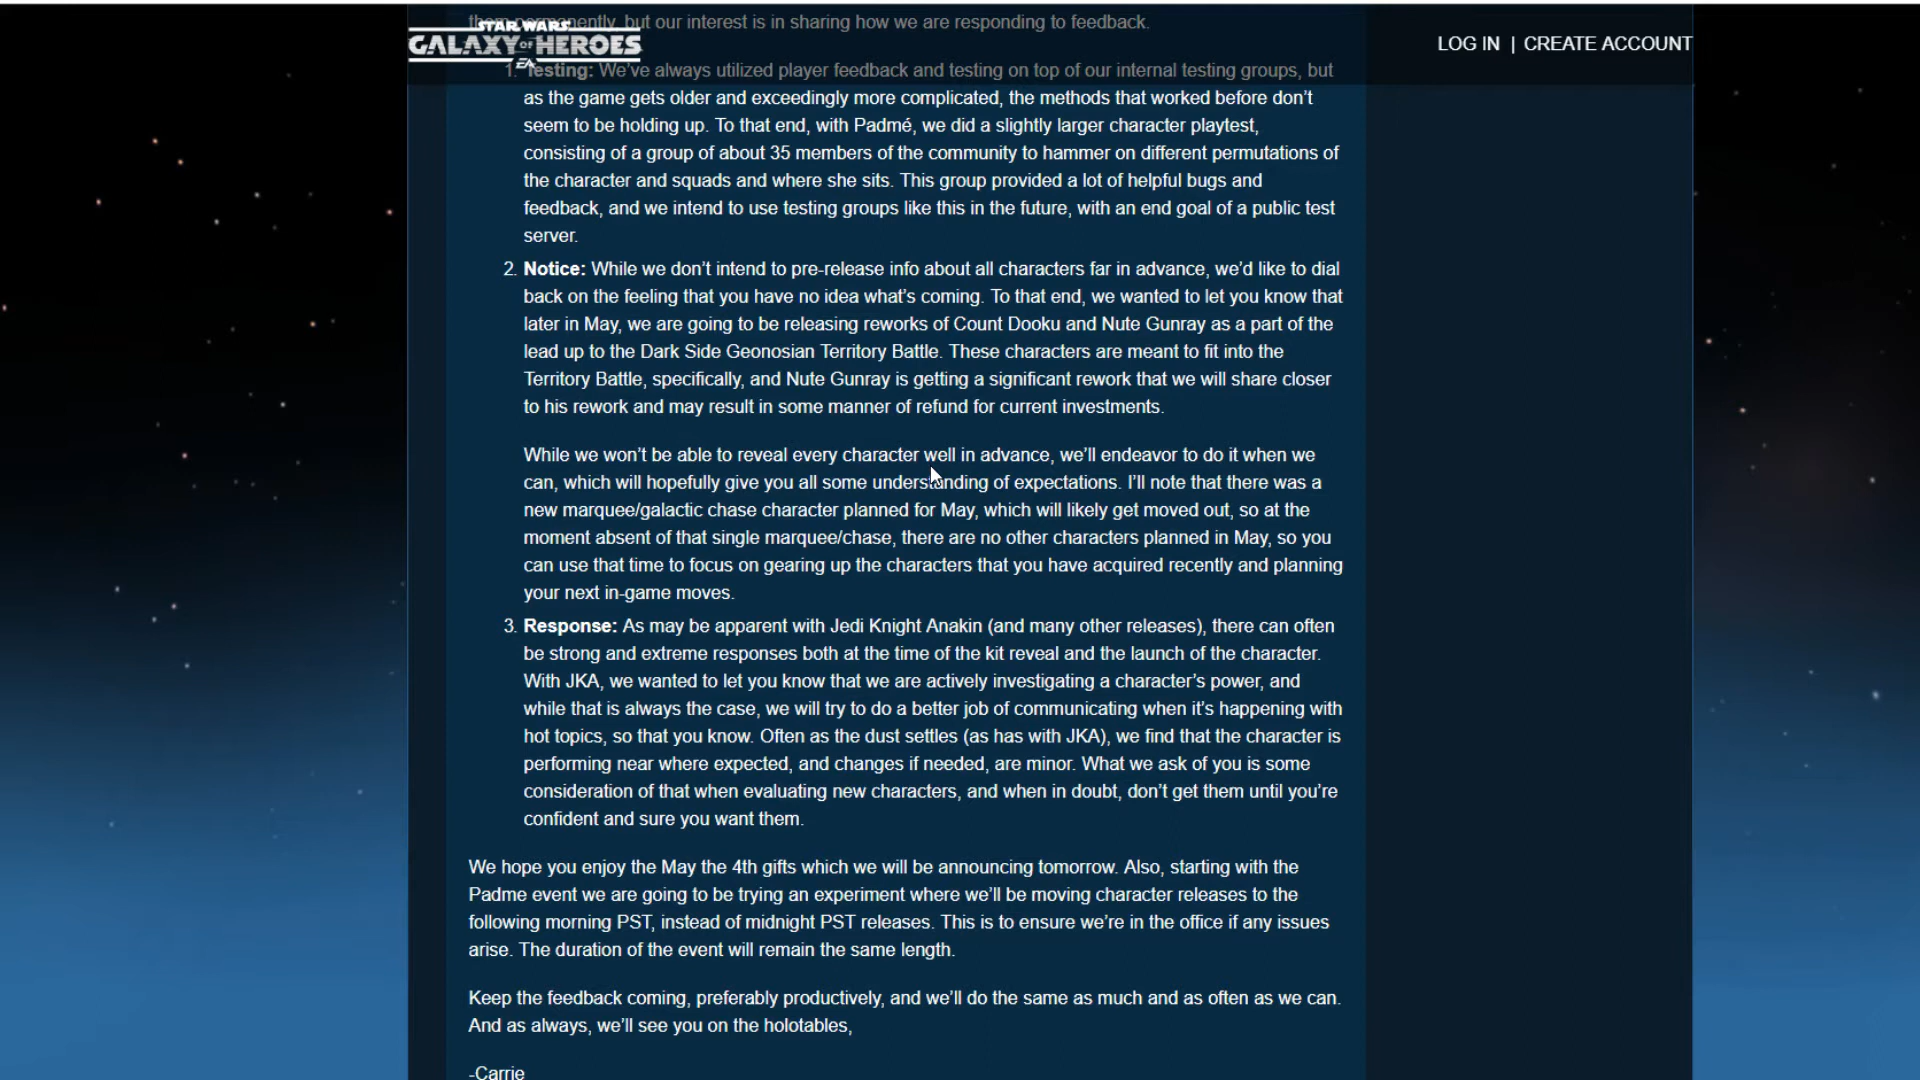 them permanently, but our interest is in sharing how we are responding to feedback.
STAR WARS
GALAXY OF HEROES
EA
LOG IN | CREATE ACCOUNT
1. Testing: We’ve always utilized player feedback and testing on top of our internal testing groups, but
as the game gets older and exceedingly more complicated, the methods that worked before don’t
seem to be holding up. To that end, with Padmé, we did a slightly larger character playtest,
consisting of a group of about 35 members of the community to hammer on different permutations of
the character and squads and where she sits. This group provided a lot of helpful bugs and
feedback, and we intend to use testing groups like this in the future, with an end goal of a public test
server.
2. Notice: While we don’t intend to pre-release info about all characters far in advance, we’d like to dial
back on the feeling that you have no idea what’s coming. To that end, we wanted to let you know that
later in May, we are going to be releasing reworks of Count Dooku and Nute Gunray as a part of the
lead up to the Dark Side Geonosian Territory Battle. These characters are meant to fit into the
Territory Battle, specifically, and Nute Gunray is getting a significant rework that we will share closer
to his rework and may result in some manner of refund for current investments.
While we won’t be able to reveal every character well in advance, we’ll endeavor to do it when we
can, which will hopefully give you all some understanding of expectations. I’ll note that there was a
new marquee/galactic chase character planned for May, which will likely get moved out, so at the
moment absent of that single marquee/chase, there are no other characters planned in May, so you
can use that time to focus on gearing up the characters that you have acquired recently and planning
your next in-game moves.
3. Response: As may be apparent with Jedi Knight Anakin (and many other releases), there can often
be strong and extreme responses both at the time of the kit reveal and the launch of the character.
With JKA, we wanted to let you know that we are actively investigating a character’s power, and
while that is always the case, we will try to do a better job of communicating when it’s happening with
hot topics, so that you know. Often as the dust settles (as has with JKA), we find that the character is
performing near where expected, and changes if needed, are minor. What we ask of you is some
consideration of that when evaluating new characters, and when in doubt, don’t get them until you’re
confident and sure you want them.
We hope you enjoy the May the 4th gifts which we will be announcing tomorrow. Also, starting with the
Padme event we are going to be trying an experiment where we’ll be moving character releases to the
following morning PST, instead of midnight PST releases. This is to ensure we’re in the office if any issues
arise. The duration of the event will remain the same length.
Keep the feedback coming, preferably productively, and we’ll do the same as much and as often as we can.
And as always, we’ll see you on the holotables,
-Carrie